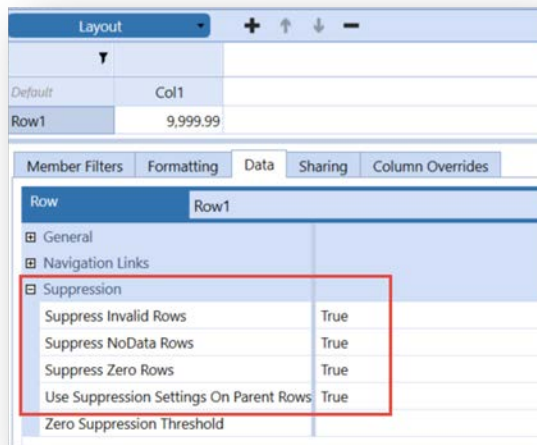 Layout
Default Col1
Row1 9,999.99
Member Filters Formatting Data Sharing Column Overrides
Row Row1
General
Navigation Links
Suppression
Suppress Invalid Rows True
Suppress NoData Rows True
Suppress Zero Rows True
Use Suppression Settings On Parent Rows True
Zero Suppression Threshold